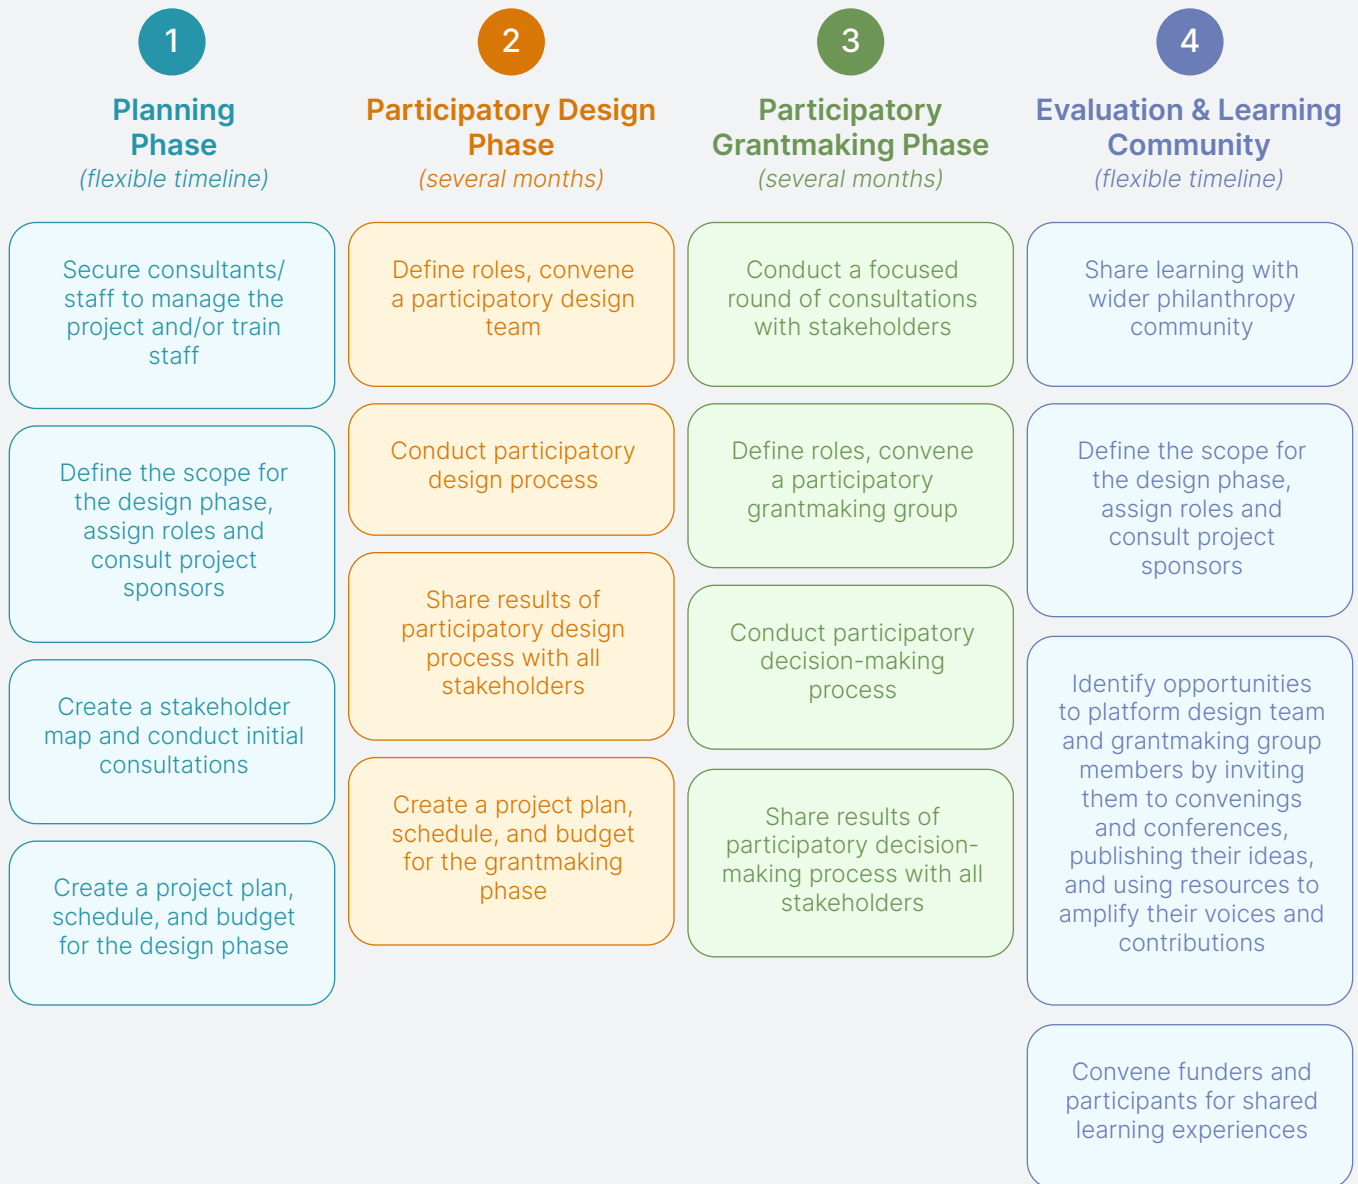 1
Planning
Phase
(flexible timeline)
Secure consultants/
staff to manage the
project and/or train
staff
Define the scope for
the design phase,
assign roles and
consult project
sponsors
Create a stakeholder
map and conduct initial
consultations
Create a project plan,
schedule, and budget
for the design phase
2
Participatory Design
Phase
(several months)
Define roles, convene
a participatory design
team
Conduct participatory
design process
Share results of
participatory design
process with all
stakeholders
Create a project plan,
schedule, and budget
for the grantmaking
phase
3
Participatory
Grantmaking Phase
(several months)
Conduct a focused
round of consultations
with stakeholders
Define roles, convene
a participatory
grantmaking group
Conduct participatory
decision-making
process
Share results of
participatory decision-
making process with all
stakeholders
4
Evaluation & Learning
Community
(flexible timeline)
Share learning with
wider philanthropy
community
Define the scope for
the design phase,
assign roles and
consult project
sponsors
Identify opportunities
to platform design team
and grantmaking group
members by inviting
them to convenings
and conferences,
publishing their ideas,
and using resources to
amplify their voices and
contributions
Convene funders and
participants for shared
learning experiences